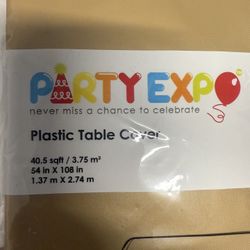 PARTY EXPO
never miss a chance to celebrate
Plastic Table Cover
40.5 sqft / 3.75 m²
54 in X 108 in
1.37 m X 2.74 m